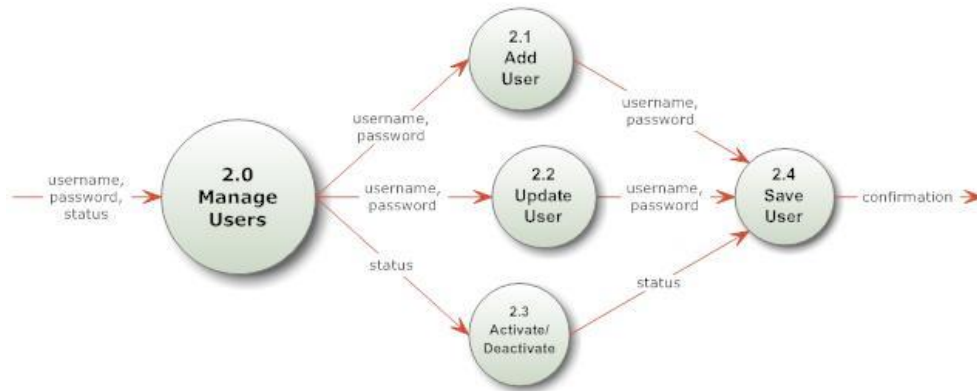 username,
password,
status
2.0
Manage
Users
username,
password
username,
password
status
2.1
Add
User
2.2
Update
User
2.3
Activate/
Deactivate
username,
password
username,
password
status
2.4
Save
User
confirmation